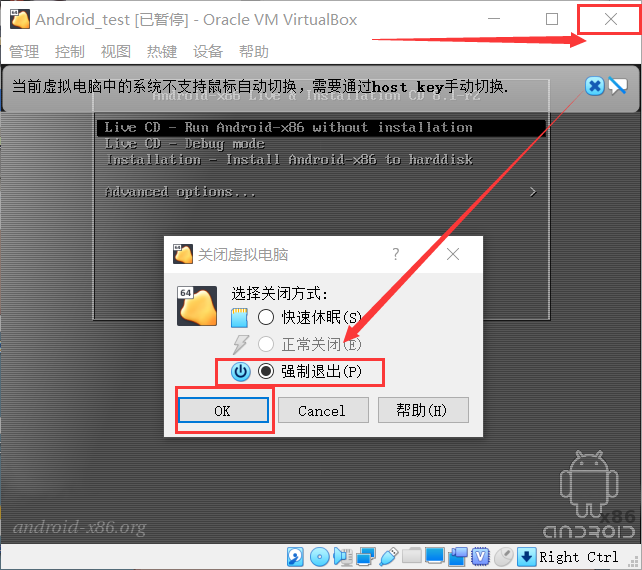 Android_test [已暂停] - Oracle VM VirtualBox
管理 控制 视图 热键 设备 帮助
当前虚拟电脑中的系统不支持鼠标自动切换，需要通过host key手动切换.
Android-x86 Live & Installation CD 8.1-r2
Live CD - Run Android-x86 without installation
Live CD - Debug mode
Installation - Install Android-x86 to harddisk
Advanced options... >
64 关闭虚拟电脑 ?
64
选择关闭方式:
快速休眠(S)
正常关闭(E)
强制退出(P)
OK Cancel 帮助(H)
x86
android-x86.org
ANDROID
Right Ctrl